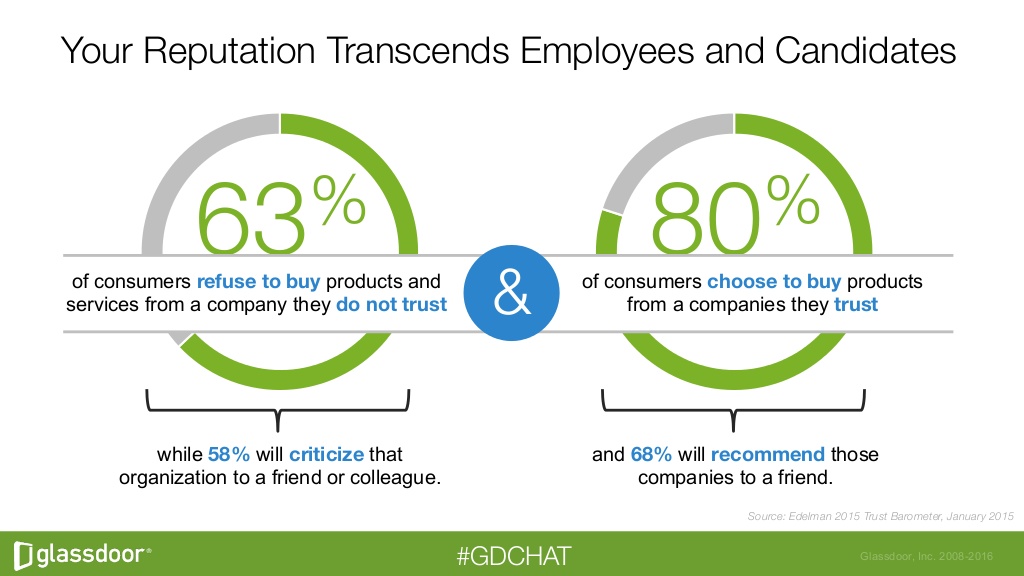 Your Reputation Transcends Employees and Candidates
63%
of consumers refuse to buy products and
services from a company they do not trust
&
80%
of consumers choose to buy products
from a companies they trust
while 58% will criticize that
organization to a friend or colleague.
and 68% will recommend those
companies to a friend.
Source: Edelman 2015 Trust Barometer, January 2015
glassdoor®
#GDCHAT
Glassdoor, Inc. 2008-2016